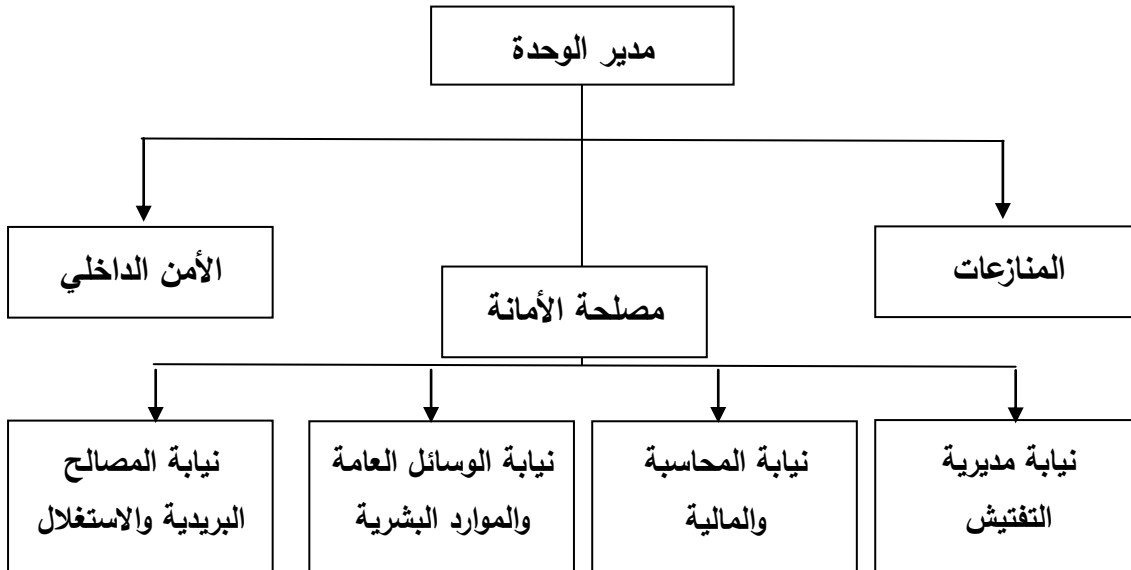 مدير الوحدة
المنازعات
الأمن الداخلي
مصلحة الأمانة
نيابة مديرية
التفتيش
نيابة المحاسبة
والمالية
نيابة الوسائل العامة
والموارد البشرية
نيابة المصالح
البريدية والاستغلال